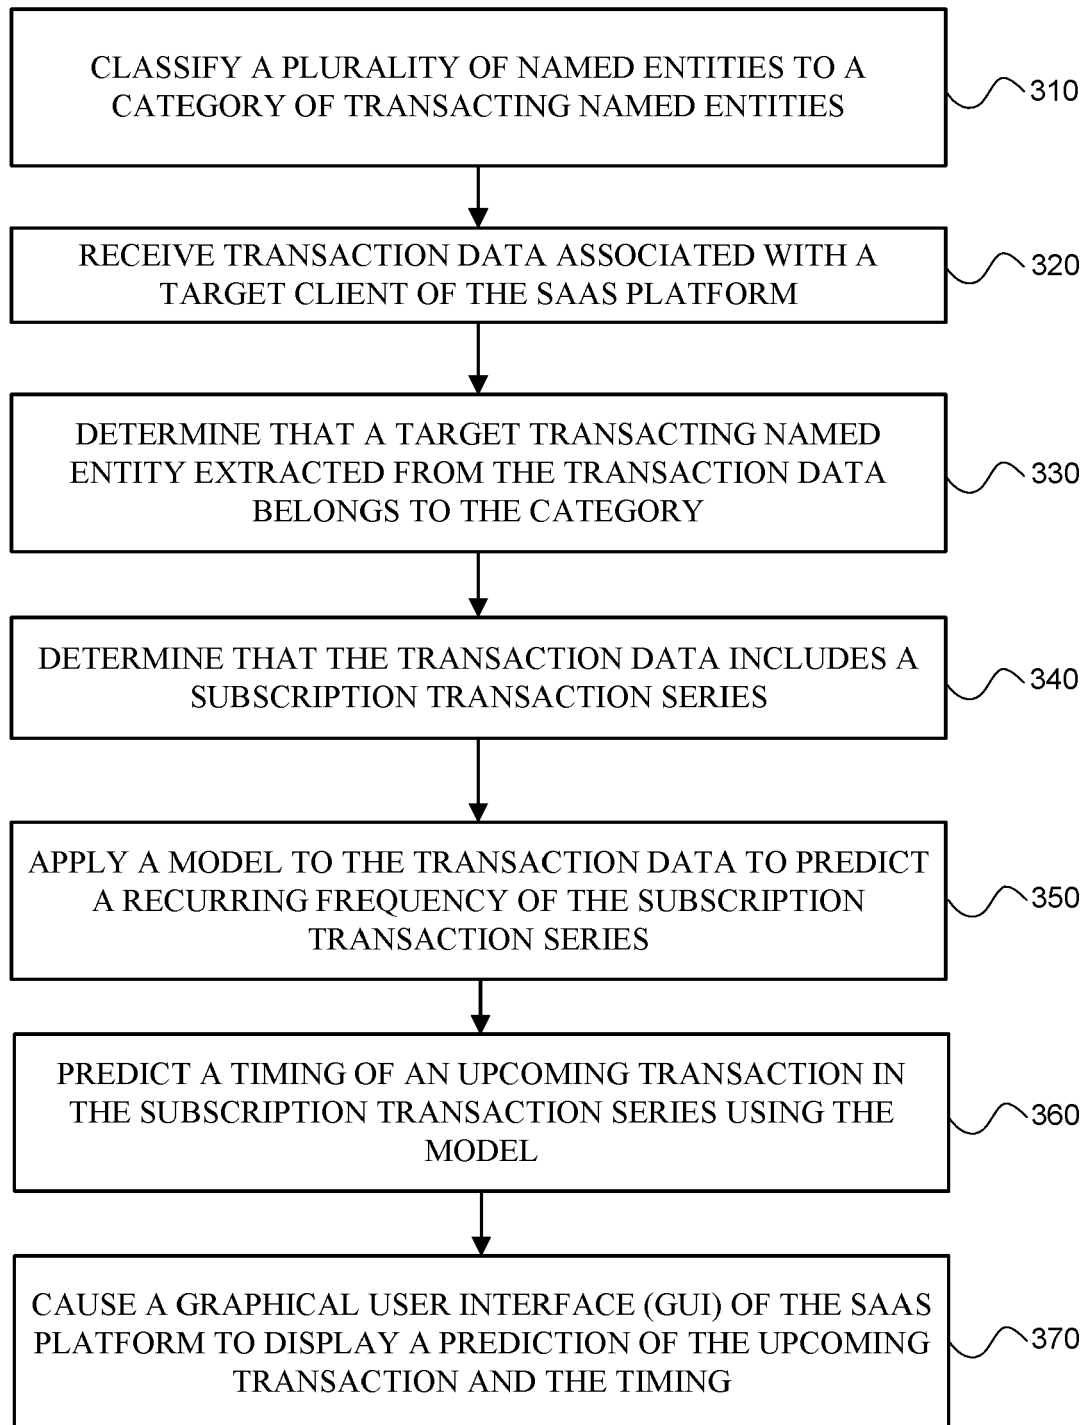 CLASSIFY A PLURALITY OF NAMED ENTITIES TO A
CATEGORY OF TRANSACTING NAMED ENTITIES
310
RECEIVE TRANSACTION DATA ASSOCIATED WITH A
TARGET CLIENT OF THE SAAS PLATFORM
320
DETERMINE THAT A TARGET TRANSACTING NAMED
ENTITY EXTRACTED FROM THE TRANSACTION DATA
BELONGS TO THE CATEGORY
330
DETERMINE THAT THE TRANSACTION DATA INCLUDES A
SUBSCRIPTION TRANSACTION SERIES
340
APPLY A MODEL TO THE TRANSACTION DATA TO PREDICT
A RECURRING FREQUENCY OF THE SUBSCRIPTION
TRANSACTION SERIES
350
PREDICT A TIMING OF AN UPCOMING TRANSACTION IN
THE SUBSCRIPTION TRANSACTION SERIES USING THE
MODEL
360
CAUSE A GRAPHICAL USER INTERFACE (GUI) OF THE SAAS
PLATFORM TO DISPLAY A PREDICTION OF THE UPCOMING
TRANSACTION AND THE TIMING
370